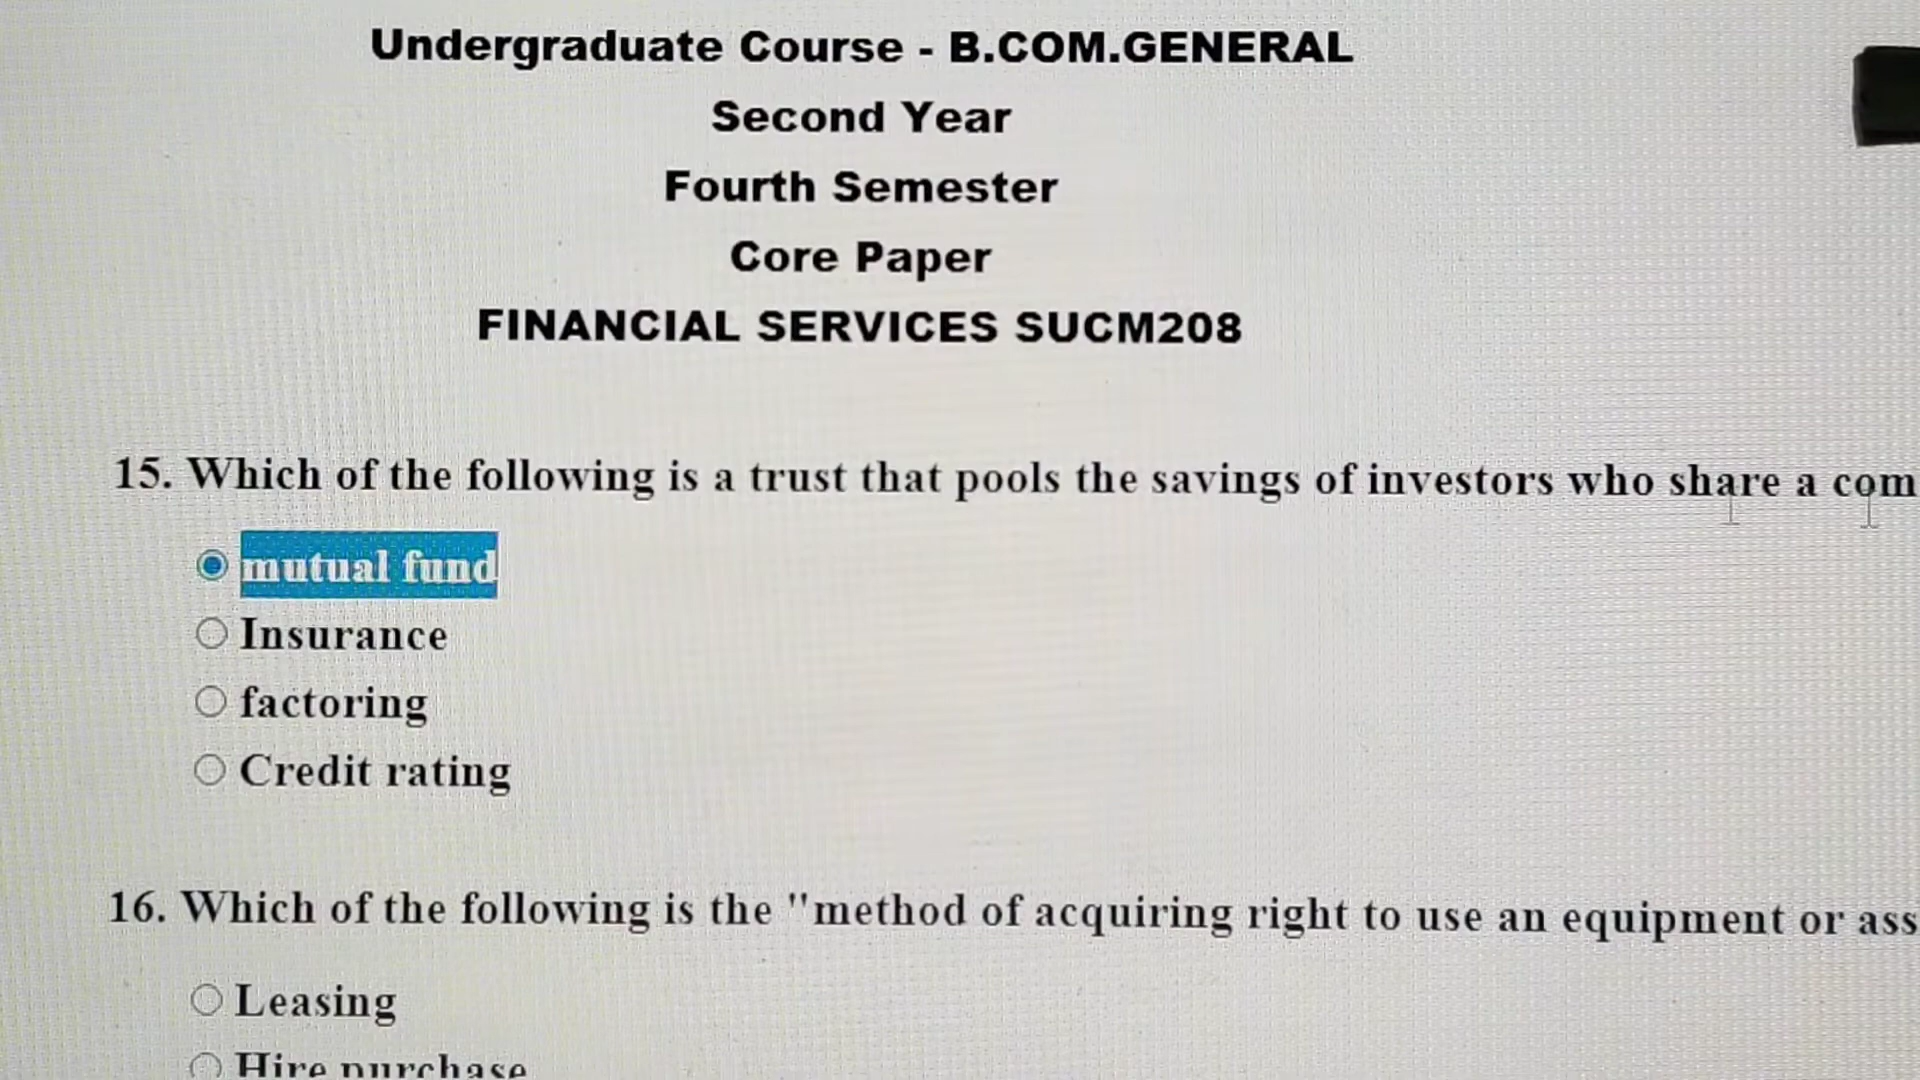 Undergraduate Course - B.COM.GENERAL
Second Year
Fourth Semester
Core Paper
FINANCIAL SERVICES SUCM208
15. Which of the following is a trust that pools the savings of investors who share a com
mutual fund
Insurance
factoring
Credit rating
16. Which of the following is the "method of acquiring right to use an equipment or ass
Leasing
Hire purchase